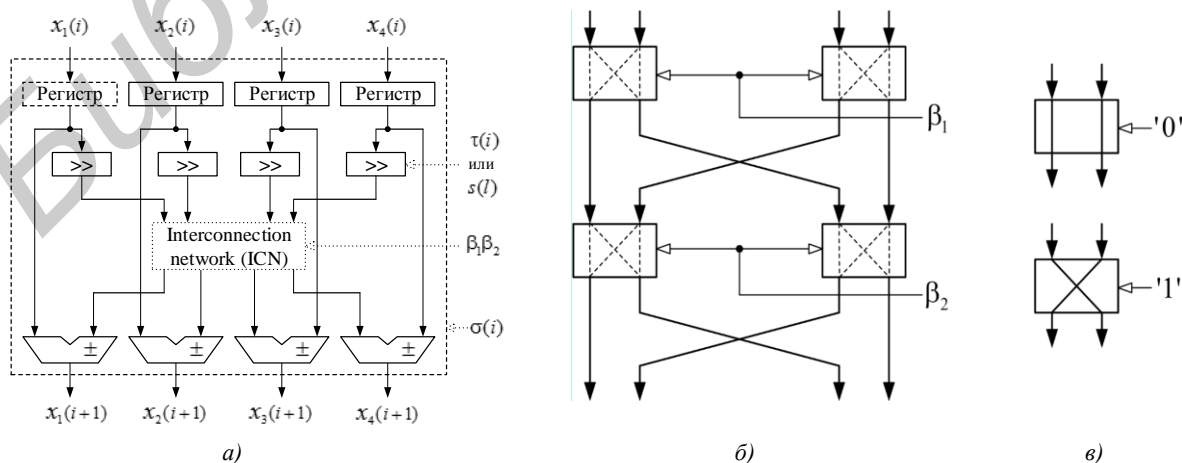 x₁(i) x₂(i) x₃(i) x₄(i)
Регистр Регистр Регистр Регистр
>> >> >> >>
τ(i)
или
s(l)
Interconnection
network (ICN)
β₁β₂
± ± ± ±
σ(i)
x₁(i+1) x₂(i+1) x₃(i+1) x₄(i+1)
а)
β₁
β₂
б)
'0'
'1'
в)